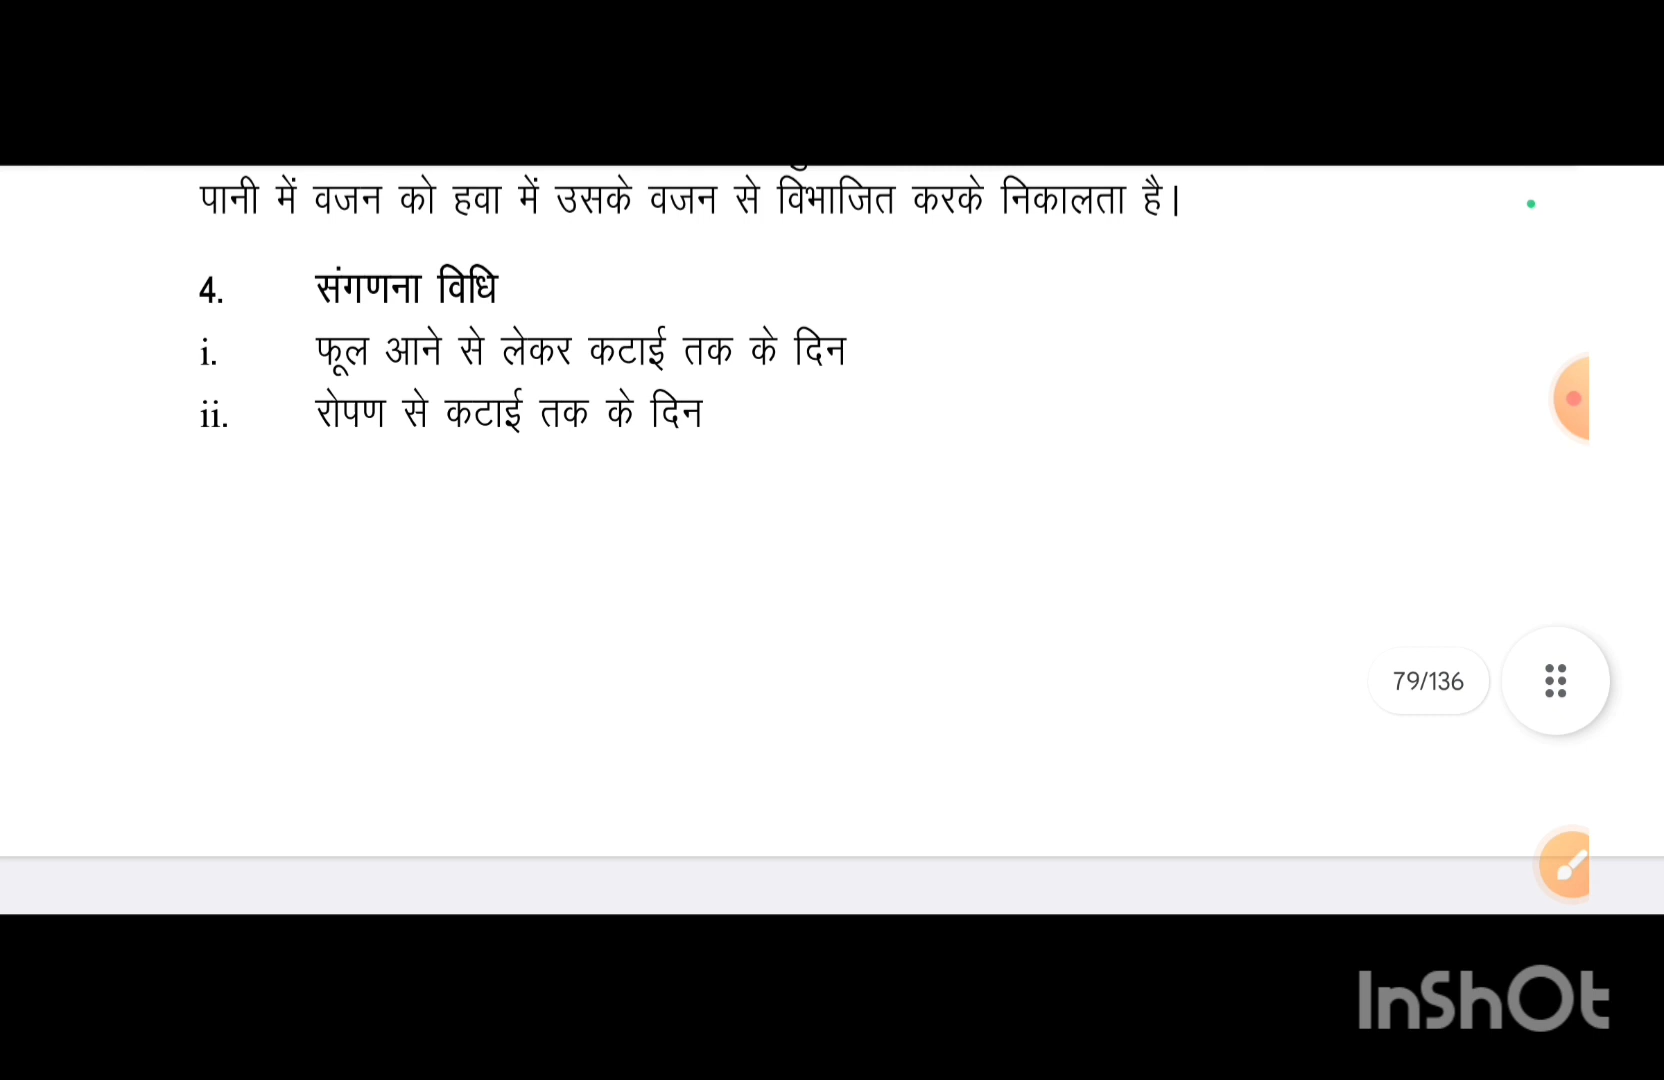 पानी में वजन को हवा में उसके वजन से विभाजित करके निकालता है।
4. संगणना विधि
i. फूल आने से लेकर कटाई तक के दिन
ii. रोपण से कटाई तक के दिन
79/136
InShOt